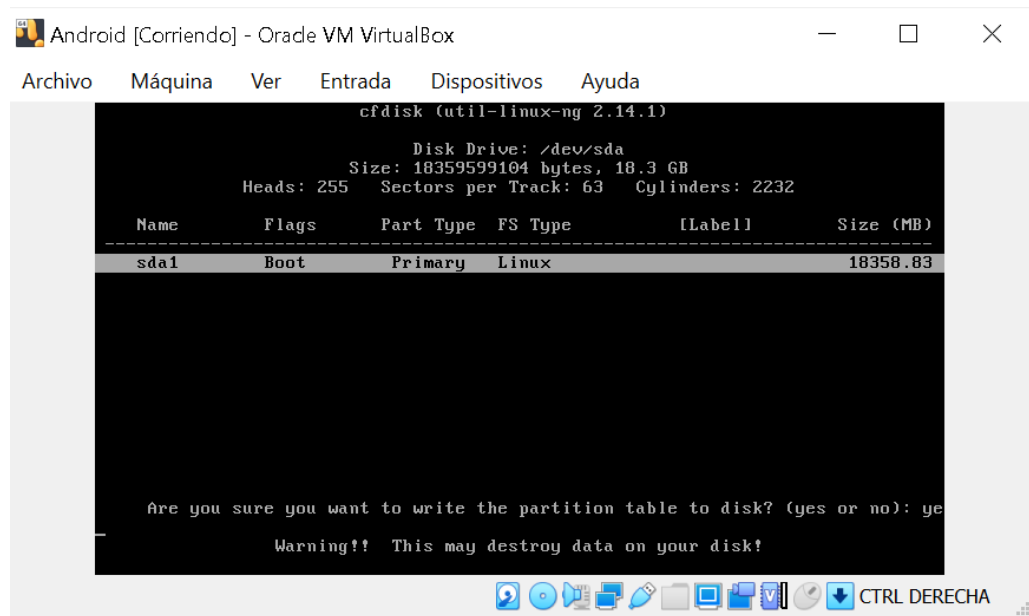 Android [Corriendo] - Oracle VM VirtualBox
Archivo Máquina Ver Entrada Dispositivos Ayuda
cfdisk (util-linux-ng 2.14.1)
Disk Drive: /dev/sda
Size: 18359599104 bytes, 18.3 GB
Heads: 255 Sectors per Track: 63 Cylinders: 2232
Name Flags Part Type FS Type [Label] Size (MB)
sda1 Boot Primary Linux 18358.83
Are you sure you want to write the partition table to disk? (yes or no): ye
Warning!! This may destroy data on your disk!
CTRL DERECHA